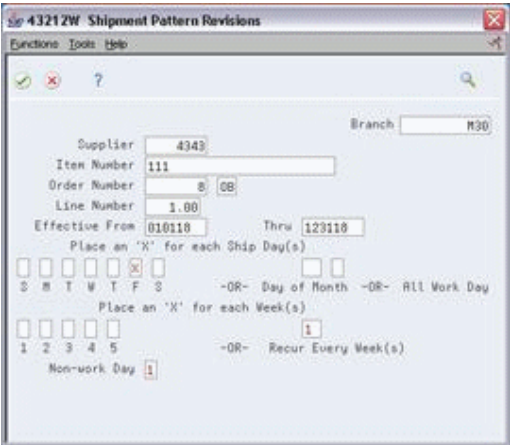 43212W Shipment Pattern Revisions
Functions Tools Help
?
Branch M30
Supplier 4343
Item Number 111
Order Number 8 OB
Line Number 1.00
Effective From 010118 Thru 123118
Place an 'X' for each Ship Day(s)
X
S M T W T F S -OR- Day of Month -OR- All Work Day
Place an 'X' for each Week(s)
1
1 2 3 4 5 -OR- Recur Every Week(s)
Non-work Day 1